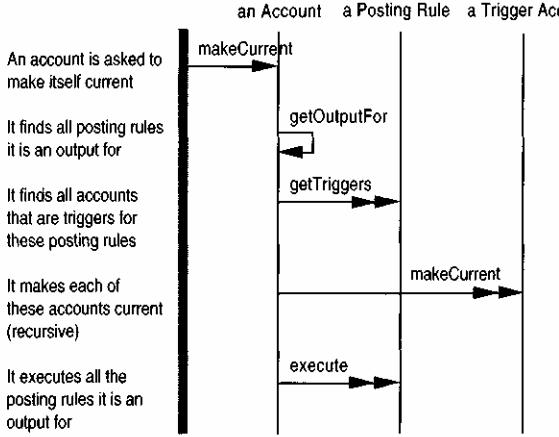 an Account a Posting Rule a Trigger Acc
makeCurrent
An account is asked to
make itself current
getOutputFor
It finds all posting rules
it is an output for
getTriggers
It finds all accounts
that are triggers for
these posting rules
makeCurrent
It makes each of
these accounts current
(recursive)
execute
It executes all the
posting rules it is an
output for